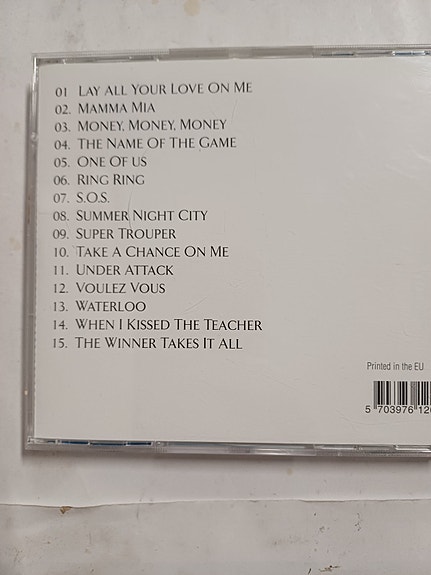 01 LAY ALL YOUR LOVE ON ME
02. MAMMA MIA
03. MONEY, MONEY, MONEY
04. THE NAME OF THE GAME
05. ONE OF US
06. RING RING
07. S.O.S.
08. SUMMER NIGHT CITY
09. SUPER TROUPER
10. TAKE A CHANCE ON ME
11. UNDER ATTACK
12. VOULEZ VOUS
13. WATERLOO
14. WHEN I KISSED THE TEACHER
15. THE WINNER TAKES IT ALL
Printed in the EU
5 703976 12